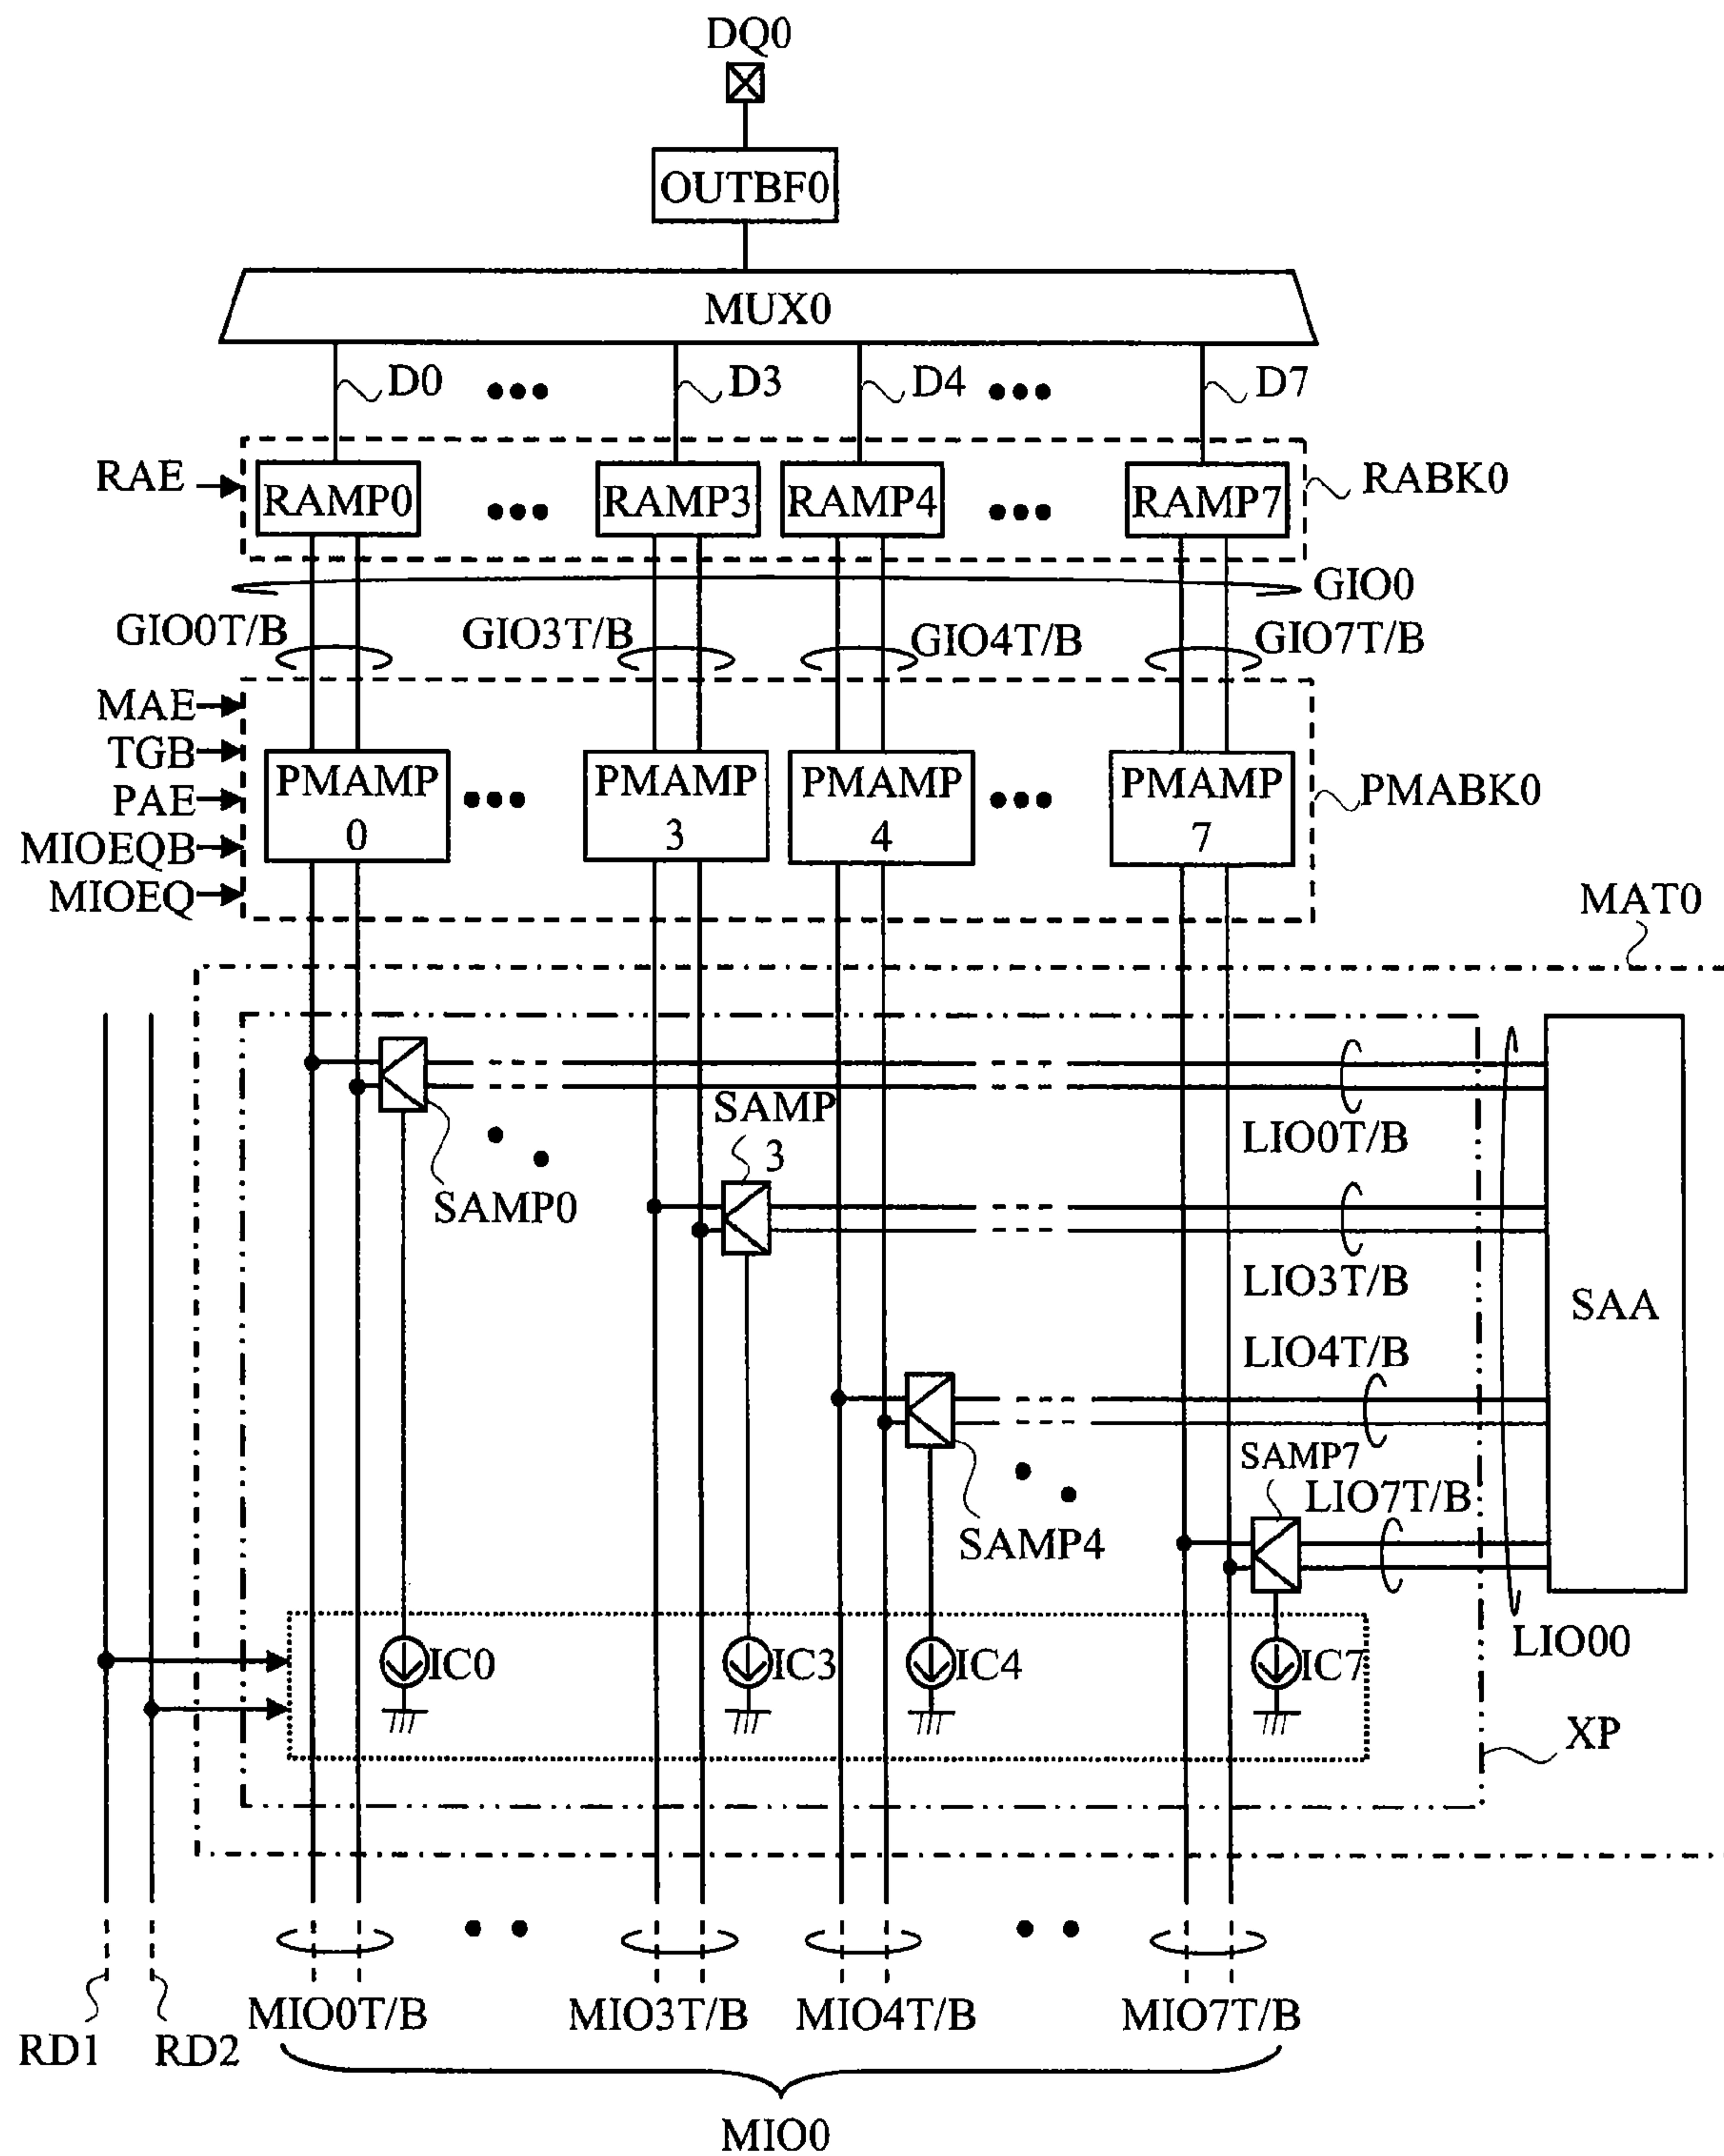 DQ0
OUTBF0
MUX0
D0
D3
D4
D7
RAE
RAMP0
RAMP3
RAMP4
RAMP7
RABK0
GIO0
GIO0T/B
GIO3T/B
GIO4T/B
GIO7T/B
MAE
TGB
PAE
MIOEQB
MIOEQ
PMAMP
0
PMAMP
3
PMAMP
4
PMAMP
7
PMABK0
MAT0
SAMP0
SAMP
3
LIO0T/B
LIO3T/B
SAA
LIO4T/B
SAMP4
SAMP7
LIO7T/B
LIO00
IC0
IC3
IC4
IC7
XP
RD1
RD2
MIO0T/B
MIO3T/B
MIO4T/B
MIO7T/B
MIO0